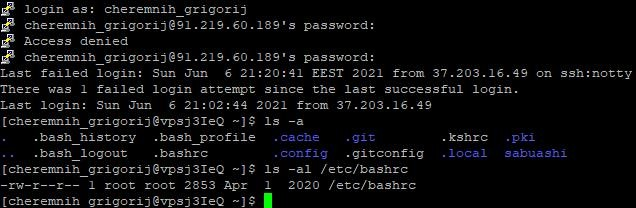 login as: cheremnih_grigorij
cheremnih_grigorij@91.219.60.189's password:
Access denied
cheremnih_grigorij@91.219.60.189's password:
Last failed login: Sun Jun  6 21:20:41 EEST 2021 from 37.203.16.49 on ssh:notty
There was 1 failed login attempt since the last successful login.
Last login: Sun Jun  6 21:02:44 2021 from 37.203.16.49
[cheremnih_grigorij@vpsj3IeQ ~]$ ls -a
.   .bash_history  .bash_profile  .cache   .git        .kshrc  .pki
..  .bash_logout   .bashrc        .config  .gitconfig  .local  sabuashi
[cheremnih_grigorij@vpsj3IeQ ~]$ ls -al /etc/bashrc
-rw-r--r-- 1 root root 2853 Apr  1  2020 /etc/bashrc
[cheremnih_grigorij@vpsj3IeQ ~]$